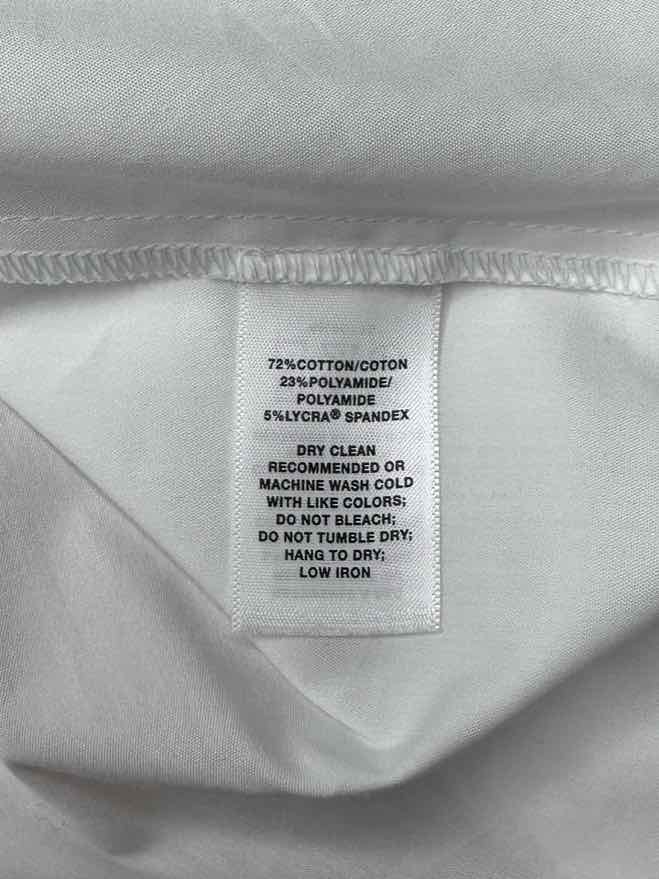 72%COTTON/COTON
23%POLYAMIDE/
POLYAMIDE
5%LYCRA® SPANDEX
DRY CLEAN
RECOMMENDED OR
MACHINE WASH COLD
WITH LIKE COLORS;
DO NOT BLEACH;
DO NOT TUMBLE DRY;
HANG TO DRY;
LOW IRON